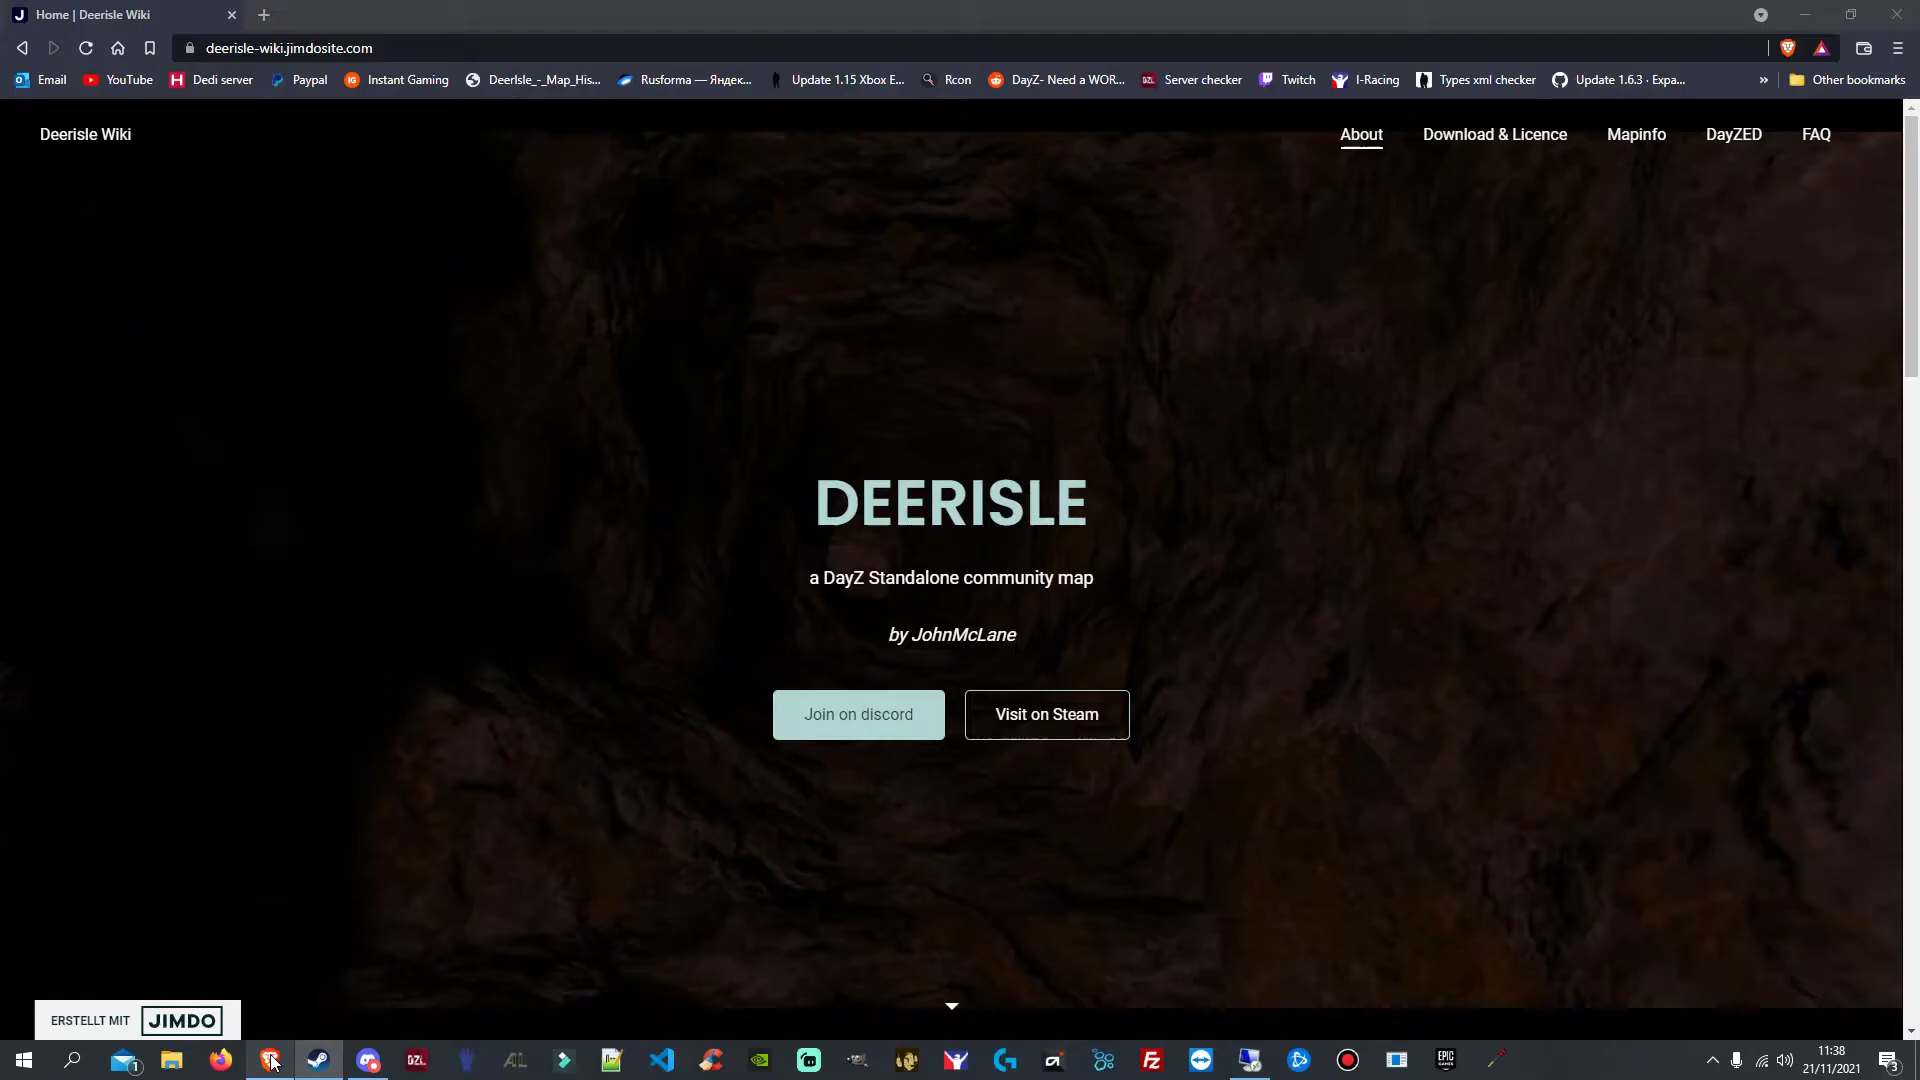 Home | Deerisle Wiki
deerisle-wiki.jimdosite.com
Email YouTube Dedi server Paypal Instant Gaming DeerIsle_-_Map_His... Rusforma — Яндек... Update 1.15 Xbox E... Rcon DayZ- Need a WOR... Server checker Twitch I-Racing Types xml checker Update 1.6.3 · Expa... » Other bookmarks
Deerisle Wiki
About Download & Licence Mapinfo DayZED FAQ
DEERISLE
a DayZ Standalone community map
by JohnMcLane
Join on discord Visit on Steam
ERSTELLT MIT JIMDO
11:38
21/11/2021